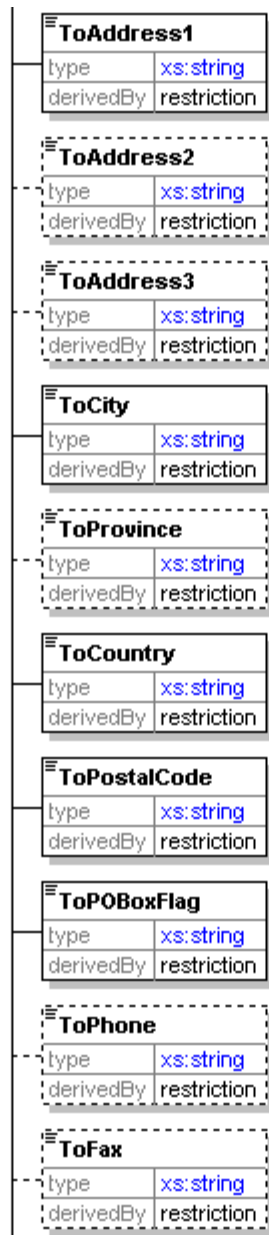 ToAddress1
type xs:string
derivedBy restriction
ToAddress2
type xs:string
derivedBy restriction
ToAddress3
type xs:string
derivedBy restriction
ToCity
type xs:string
derivedBy restriction
ToProvince
type xs:string
derivedBy restriction
ToCountry
type xs:string
derivedBy restriction
ToPostalCode
type xs:string
derivedBy restriction
ToPOBoxFlag
type xs:string
derivedBy restriction
ToPhone
type xs:string
derivedBy restriction
ToFax
type xs:string
derivedBy restriction